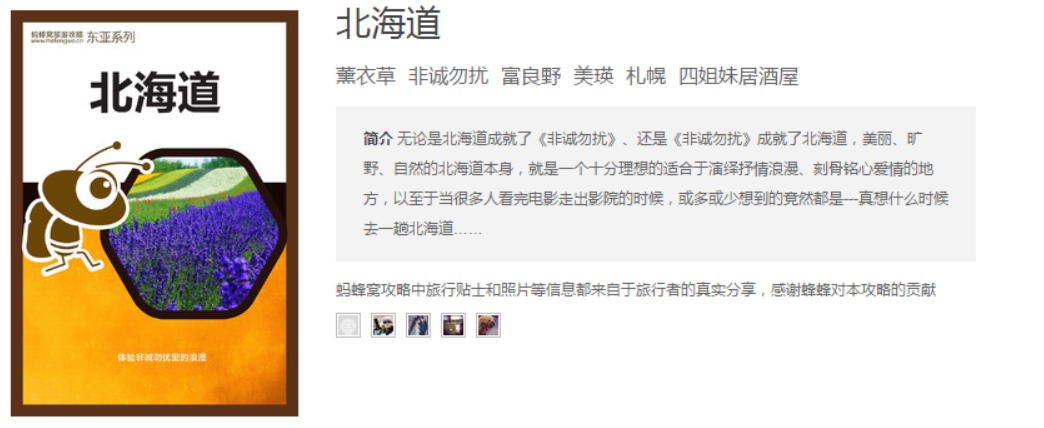 蚂蜂窝旅游攻略
www.mafengwo.cn 东亚系列
北海道
体验非诚勿扰里的浪漫
北海道
薰衣草 非诚勿扰 富良野 美瑛 札幌 四姐妹居酒屋
简介 无论是北海道成就了《非诚勿扰》、还是《非诚勿扰》成就了北海道，美丽、旷
野、自然的北海道本身，就是一个十分理想的适合于演绎抒情浪漫、刻骨铭心爱情的地
方，以至于当很多人看完电影走出影院的时候，或多或少想到的竟然都是---真想什么时候
去一趟北海道……
蚂蜂窝攻略中旅行贴士和照片等信息都来自于旅行者的真实分享，感谢蜂蜂对本攻略的贡献